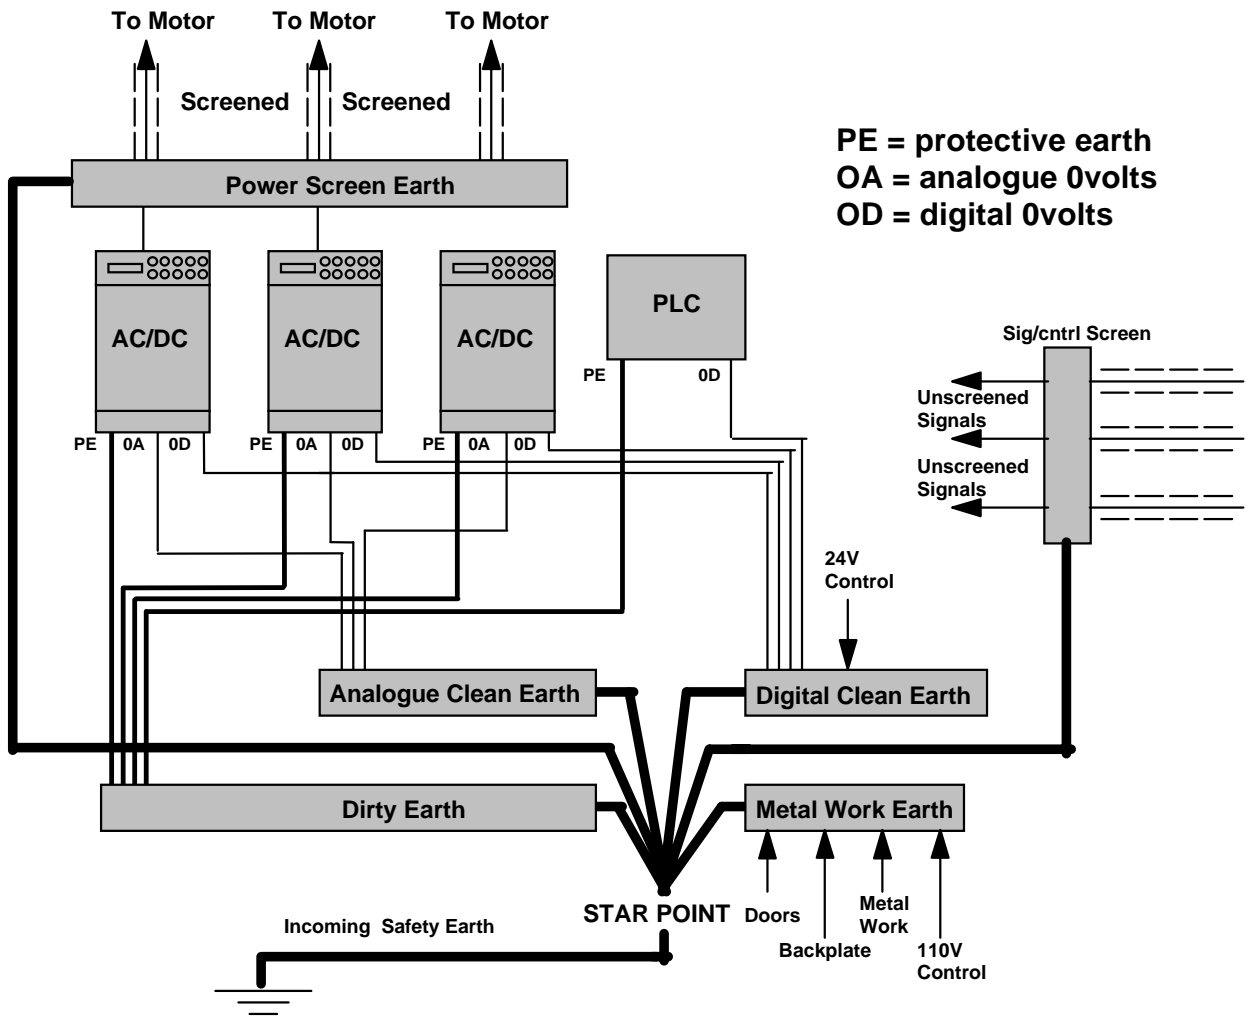 To Motor To Motor To Motor
Screened Screened
PE = protective earth
OA = analogue 0volts
OD = digital 0volts
Power Screen Earth
AC/DC AC/DC AC/DC
PLC
PE 0D
PE 0A 0D PE 0A 0D PE 0A 0D
Sig/cntrl Screen
Unscreened
Signals
Unscreened
Signals
24V
Control
Analogue Clean Earth
Digital Clean Earth
Dirty Earth
Metal Work Earth
STAR POINT
Doors
Backplate
Metal
Work
110V
Control
Incoming Safety Earth